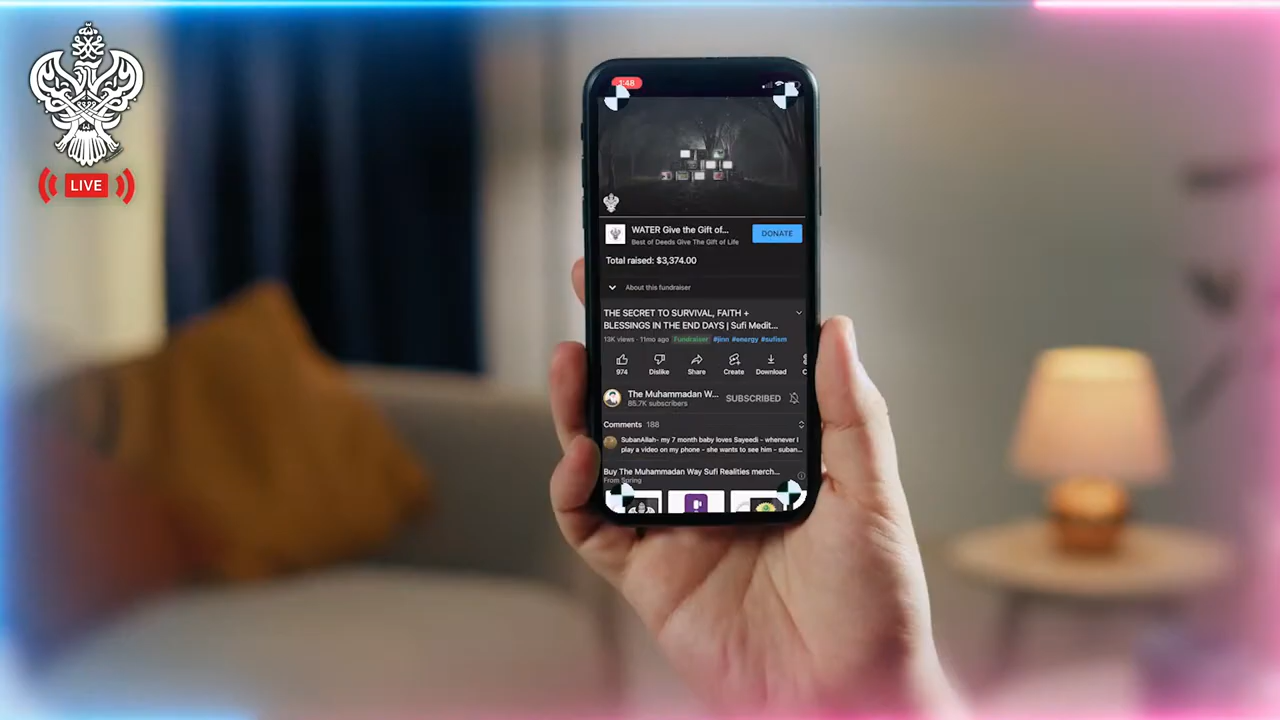 LIVE
1:48
WATER Give the Gift of...
Best of Deeds Give The Gift of Life
DONATE
Total raised: $3,374.00
About this fundraiser
THE SECRET TO SURVIVAL, FAITH +
BLESSINGS IN THE END DAYS | Sufi Medit...
13K views · 11mo ago Fundraiser #jinn #energy #sufism
974 Dislike Share Create Download
The Muhammadan W...
85.7K subscribers
SUBSCRIBED
Comments 188
SubanAllah- my 7 month baby loves Sayeedi - whenever I
play a video on my phone - she wants to see him - suban...
Buy The Muhammadan Way Sufi Realities merch...
From Spring